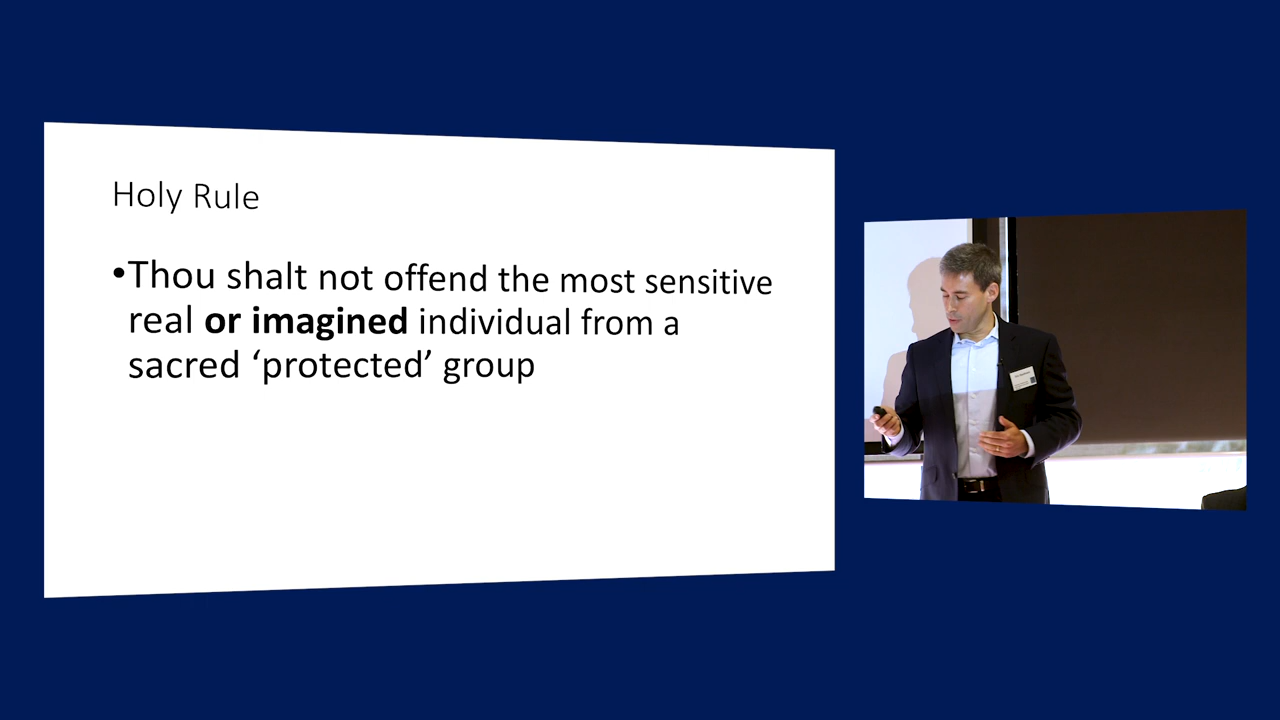 Holy Rule
•Thou shalt not offend the most sensitive
real or imagined individual from a
sacred ‘protected’ group